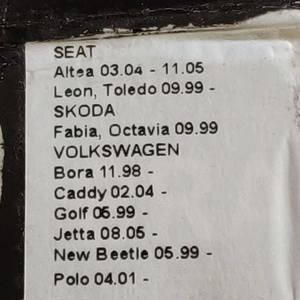 SEAT
Altea 03.04 - 11.05
Leon, Toledo 09.99 -
SKODA
Fabia, Octavia 09.99
VOLKSWAGEN
Bora 11.98 -
Caddy 02.04 -
Golf 05.99 -
Jetta 08.05 -
New Beetle 05.99 -
Polo 04.01 -